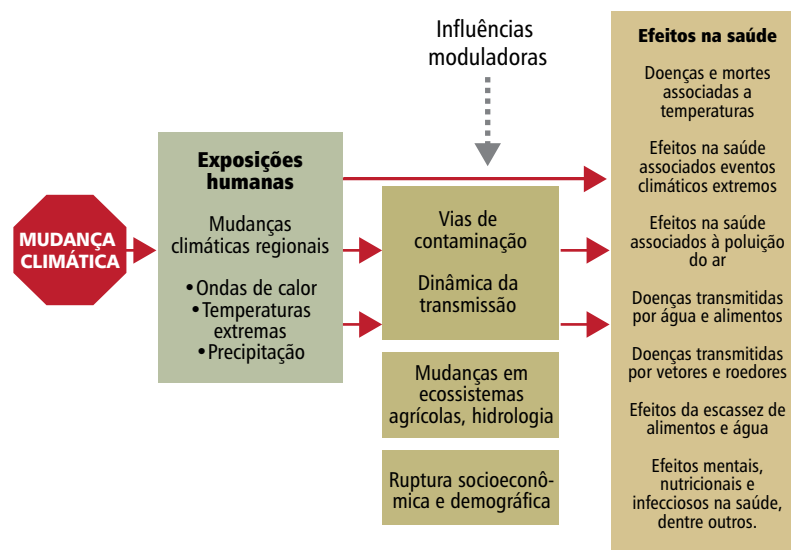 Influências
moduladoras
MUDANÇA
CLIMÁTICA
Exposições
humanas
Mudanças
climáticas regionais
•Ondas de calor
•Temperaturas
extremas
•Precipitação
Vias de
contaminação
Dinâmica da
transmissão
Mudanças em
ecossistemas
agrícolas, hidrologia
Ruptura socioeconô-
mica e demográfica
Efeitos na saúde
Doenças e mortes
associadas a
temperaturas
Efeitos na saúde
associados eventos
climáticos extremos
Efeitos na saúde
associados à poluição
do ar
Doenças transmitidas
por água e alimentos
Doenças transmitidas
por vetores e roedores
Efeitos da escassez de
alimentos e água
Efeitos mentais,
nutricionais e
infecciosos na saúde,
dentre outros.